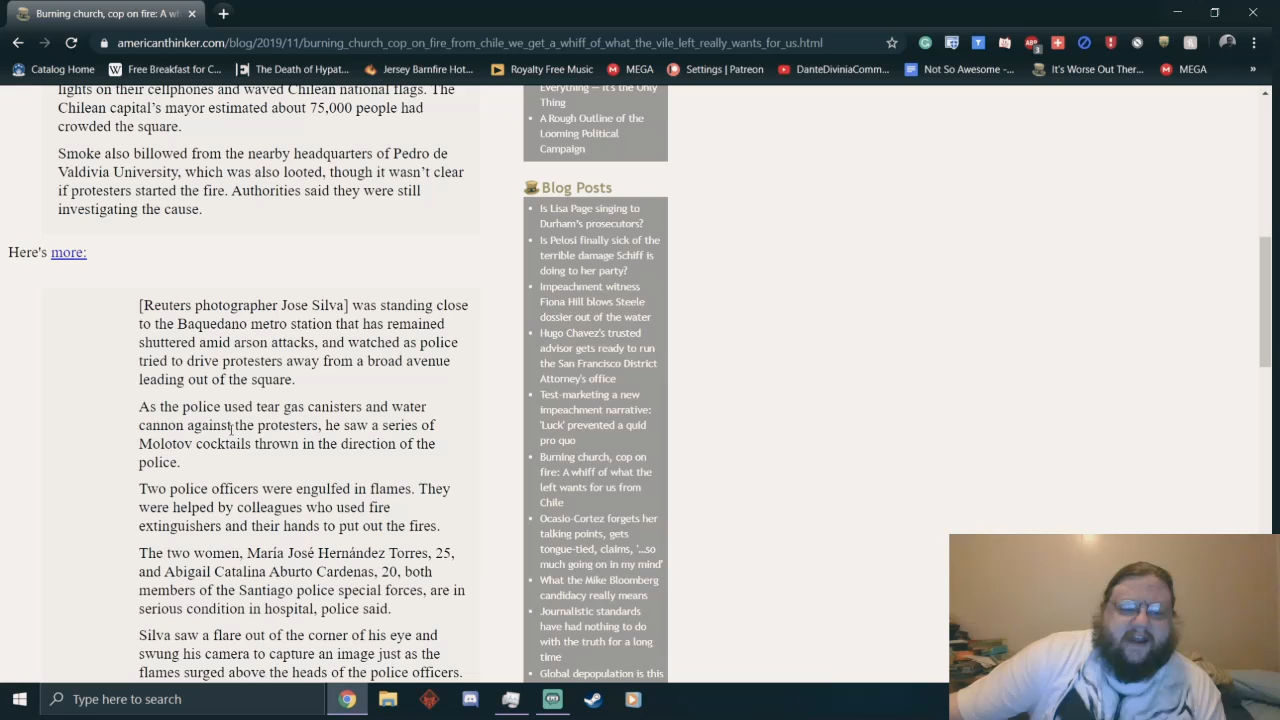 Burning church, cop on fire: A wh
americanthinker.com/blog/2019/11/burning_church_cop_on_fire_from_chile_we_get_a_whiff_of_what_the_vile_left_really_wants_for_us.html
Catalog Home
Free Breakfast for C...
The Death of Hypat...
Jersey Barnfire Hot...
Royalty Free Music
MEGA
Settings | Patreon
DanteDiviniaComm...
Not So Awesome -...
It's Worse Out Ther...
MEGA
lights on their cellphones and waved Chilean national flags. The
Chilean capital's mayor estimated about 75,000 people had
crowded the square.
Smoke also billowed from the nearby headquarters of Pedro de
Valdivia University, which was also looted, though it wasn't clear
if protesters started the fire. Authorities said they were still
investigating the cause.
Here's more:
[Reuters photographer Jose Silva] was standing close
to the Baquedano metro station that has remained
shuttered amid arson attacks, and watched as police
tried to drive protesters away from a broad avenue
leading out of the square.
As the police used tear gas canisters and water
cannon against the protesters, he saw a series of
Molotov cocktails thrown in the direction of the
police.
Two police officers were engulfed in flames. They
were helped by colleagues who used fire
extinguishers and their hands to put out the fires.
The two women, María José Hernández Torres, 25,
and Abigail Catalina Aburto Cardenas, 20, both
members of the Santiago police special forces, are in
serious condition in hospital, police said.
Silva saw a flare out of the corner of his eye and
swung his camera to capture an image just as the
flames surged above the heads of the police officers.
Everything — It's the Only
Thing
A Rough Outline of the
Looming Political
Campaign
Blog Posts
Is Lisa Page singing to
Durham's prosecutors?
Is Pelosi finally sick of the
terrible damage Schiff is
doing to her party?
Impeachment witness
Fiona Hill blows Steele
dossier out of the water
Hugo Chavez's trusted
advisor gets ready to run
the San Francisco District
Attorney's office
Test-marketing a new
impeachment narrative:
'Luck' prevented a quid
pro quo
Burning church, cop on
fire: A whiff of what the
left wants for us from
Chile
Ocasio-Cortez forgets her
talking points, gets
tongue-tied, claims, '...so
much going on in my mind'
What the Mike Bloomberg
candidacy really means
Journalistic standards
have had nothing to do
with the truth for a long
time
Global depopulation is this
Type here to search